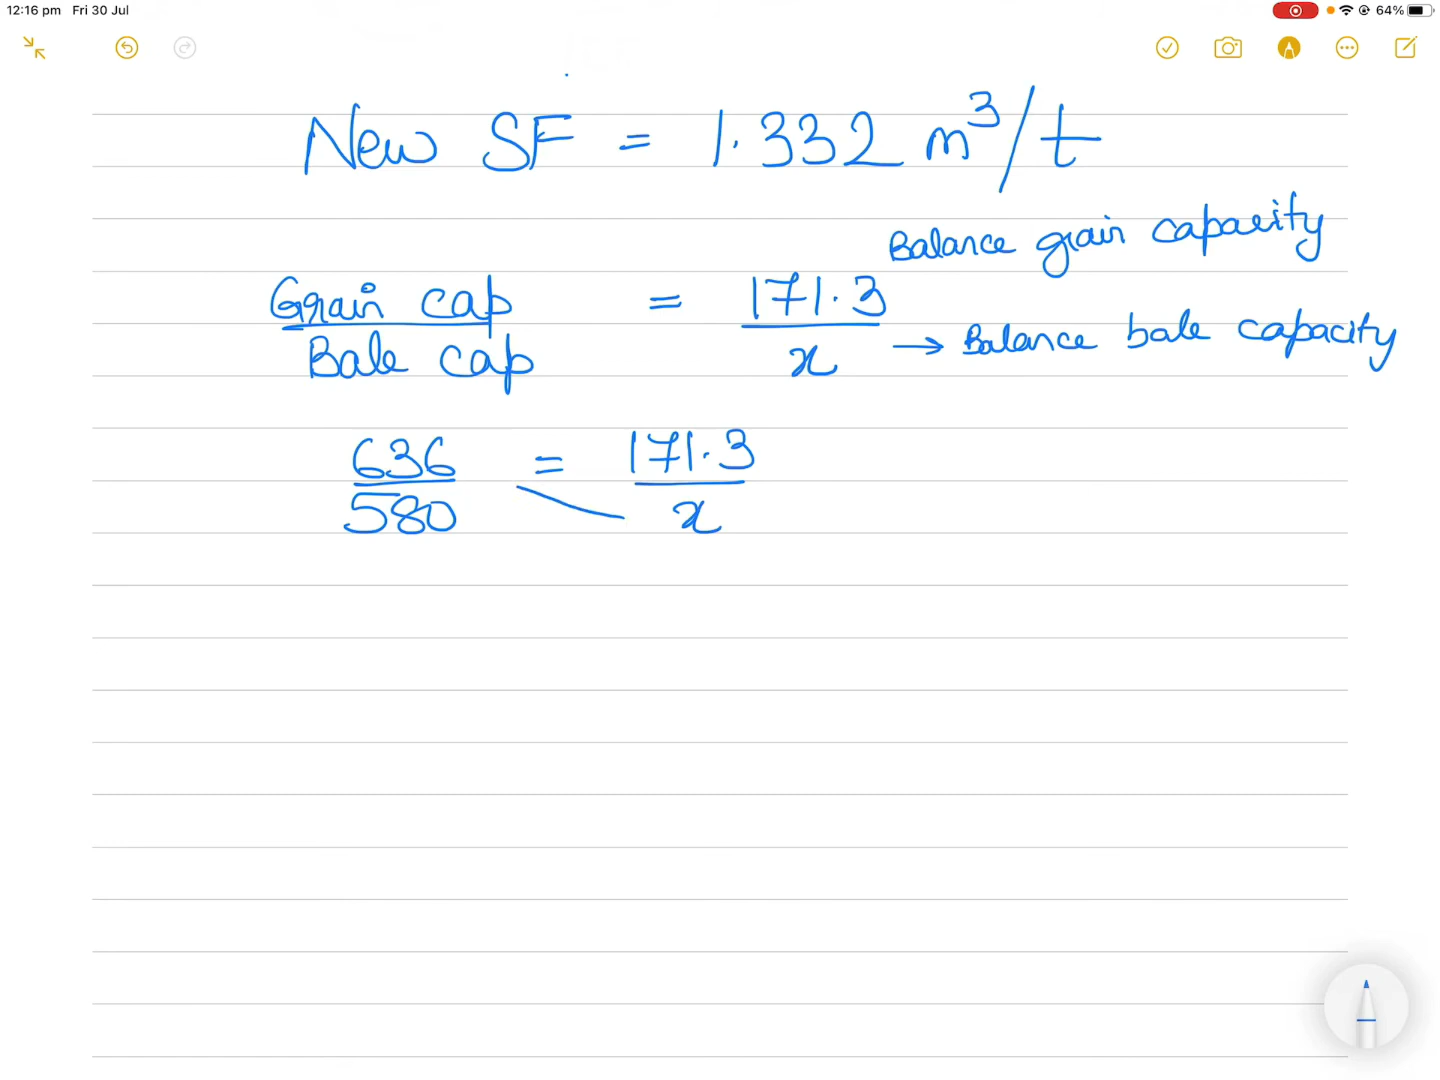 12:16 pm Fri 30 Jul 64%
New SF = 1.332 m³/t
Balance grain capacity
Grain cap / Bale cap = 171.3 / x → Balance bale capacity
636 / 580 = 171.3 / x